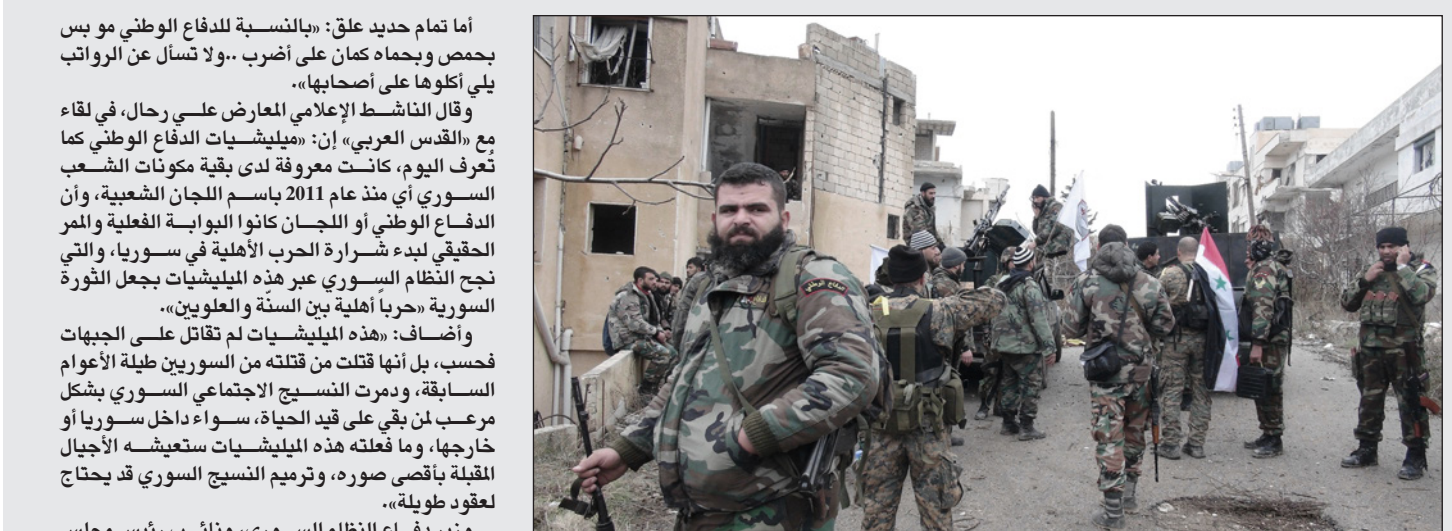 أما تمام حديد علق: «بالنسبة للدفاع الوطني مو بس
بحمص وبحماه كمان على أضرب ..ولا تسأل عن الرواتب
يلي أكلوها على أصحابها».
وقال الناشط الإعلامي المعارض علي رحال، في لقاء
مع «القدس العربي» إن: «ميليشيات الدفاع الوطني كما
تُعرف اليوم، كانت معروفة لدى بقية مكونات الشعب
السوري أي منذ عام 2011 باسم اللجان الشعبية، وأن
الدفاع الوطني أو اللجان كانوا البوابة الفعلية والممر
الحقيقي لبدء شرارة الحرب الأهلية في سوريا، والتي
نجح النظام السوري عبر هذه الميليشيات بجعل الثورة
السورية «حرباً أهلية بين السنّة والعلويين».
وأضاف: «هذه الميليشيات لم تقاتل على الجبهات
فحسب، بل أنها قتلت من قتلته من السوريين طيلة الأعوام
السابقة، ودمرت النسيج الاجتماعي السوري بشكل
مرعب لمن بقي على قيد الحياة، سواء داخل سوريا أو
خارجها، وما فعلته هذه الميليشيات ستعيشه الأجيال
المقبلة بأقصى صوره، وترميم النسيج السوري قد يحتاج
لعقود طويلة».
الدفاع الوطني